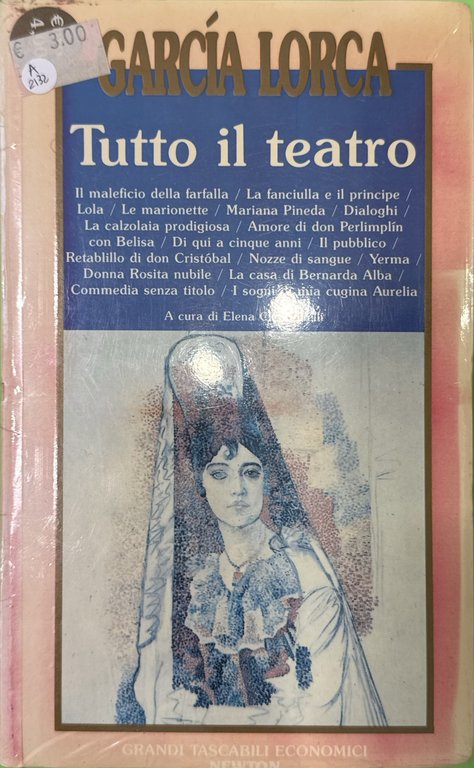 € 3.00
A
2132
GARCÍA LORCA
Tutto il teatro
Il maleficio della farfalla / La fanciulla e il principe /
Lola / Le marionette / Mariana Pineda / Dialoghi /
La calzolaia prodigiosa / Amore di don Perlimplín
con Belisa / Di qui a cinque anni / Il pubblico /
Retablillo di don Cristóbal / Nozze di sangue / Yerma /
Donna Rosita nubile / La casa di Bernarda Alba /
Commedia senza titolo / I sogni di mia cugina Aurelia
A cura di Elena
GRANDI TASCABILI ECONOMICI
NEWTON